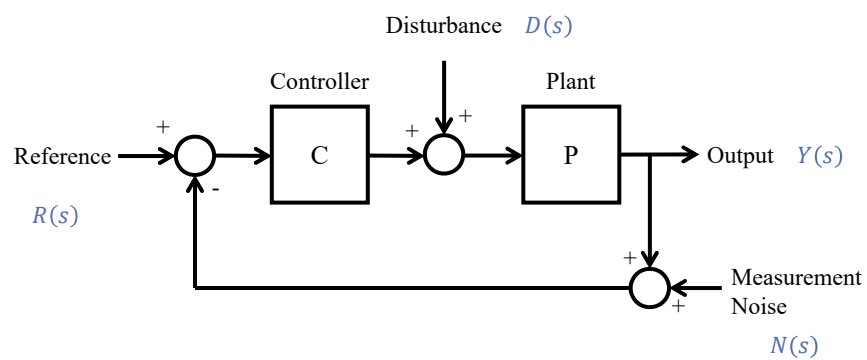 Disturbance D(s)
Controller
Plant
+
+
+
Reference
C
P
Output Y(s)
-
R(s)
+
+
Measurement
Noise
N(s)